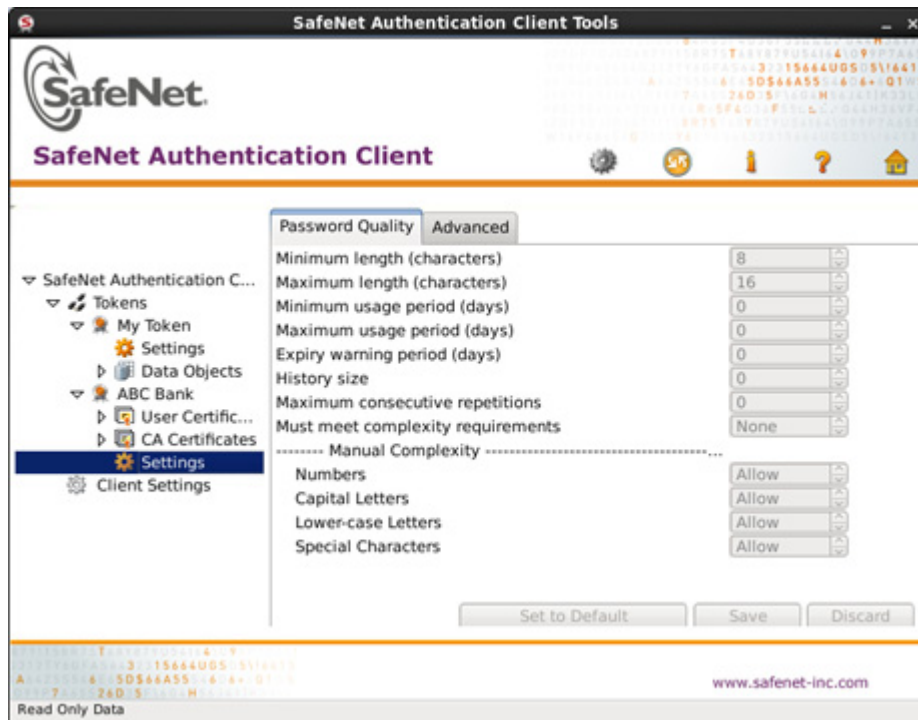 SafeNet Authentication Client Tools
SafeNet.
SafeNet Authentication Client
Password Quality
Advanced
SafeNet Authentication C...
Tokens
My Token
Settings
Data Objects
ABC Bank
User Certific...
CA Certificates
Settings
Client Settings
Minimum length (characters) 8
Maximum length (characters) 16
Minimum usage period (days) 0
Maximum usage period (days) 0
Expiry warning period (days) 0
History size 0
Maximum consecutive repetitions 0
Must meet complexity requirements None
-------- Manual Complexity ---------------------------------------...
Numbers Allow
Capital Letters Allow
Lower-case Letters Allow
Special Characters Allow
Set to Default
Save
Discard
www.safenet-inc.com
Read Only Data